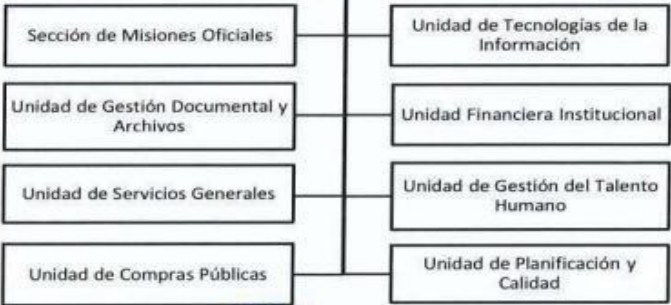 Sección de Misiones Oficiales
Unidad de Tecnologías de la
Información
Unidad de Gestión Documental y
Archivos
Unidad Financiera Institucional
Unidad de Servicios Generales
Unidad de Gestión del Talento
Humano
Unidad de Compras Públicas
Unidad de Planificación y
Calidad